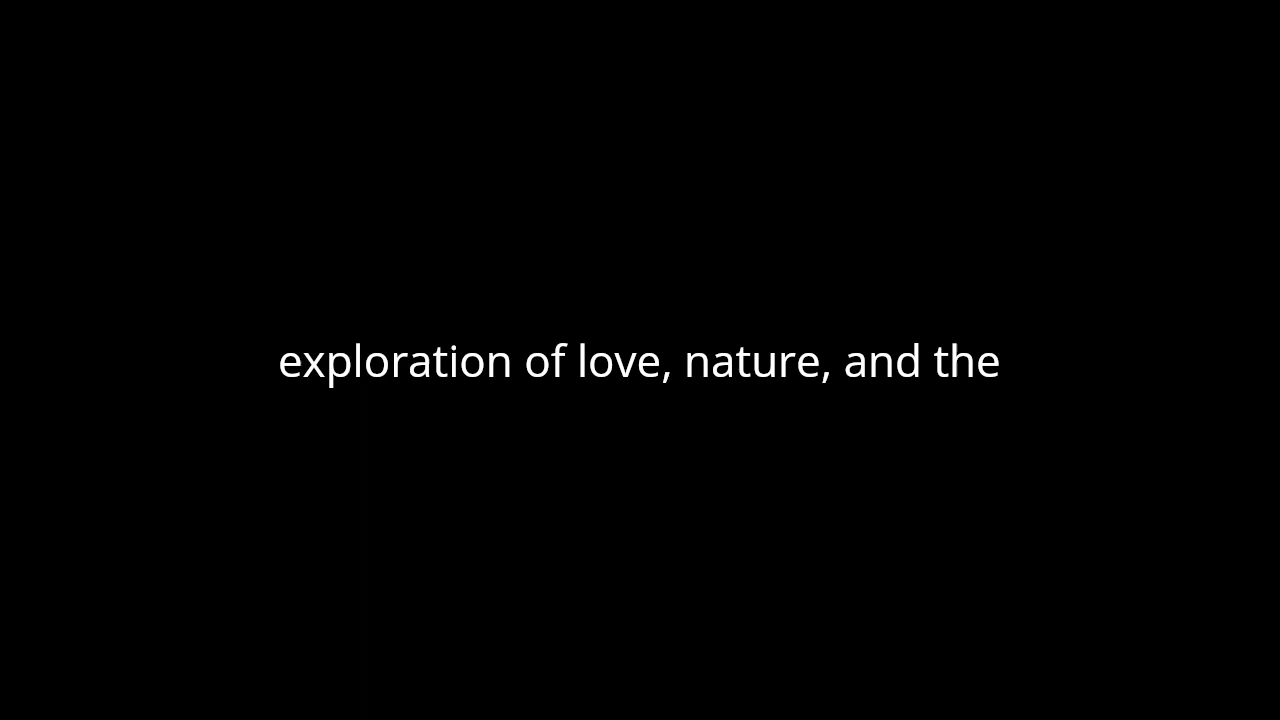 exploration of love, nature, and the